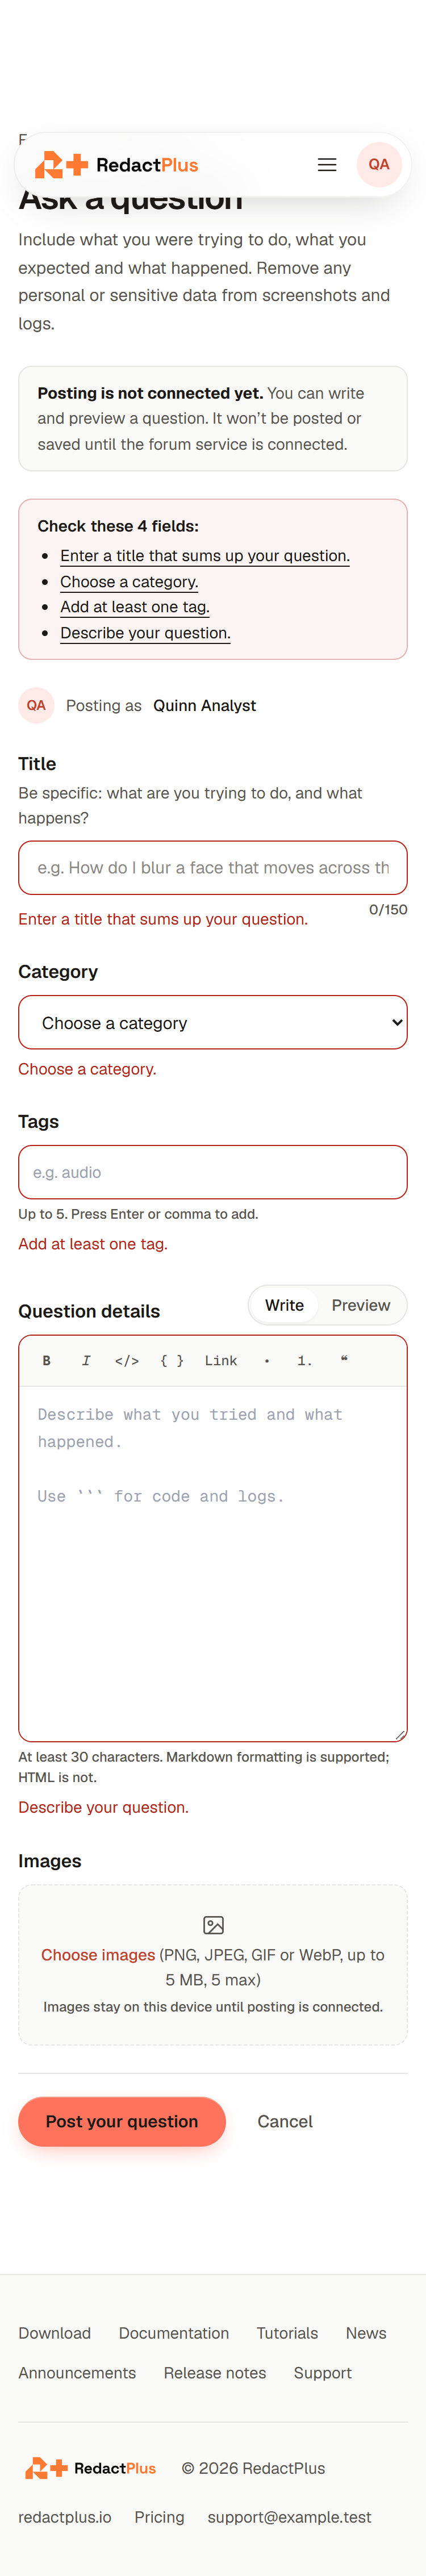 RedactPlus
QA
Ask a question
Include what you were trying to do, what you
expected and what happened. Remove any
personal or sensitive data from screenshots and
logs.
Posting is not connected yet. You can write
and preview a question. It won’t be posted or
saved until the forum service is connected.
Check these 4 fields:
• Enter a title that sums up your question.
• Choose a category.
• Add at least one tag.
• Describe your question.
QA Posting as Quinn Analyst
Title
Be specific: what are you trying to do, and what
happens?
e.g. How do I blur a face that moves across th
Enter a title that sums up your question.
0/150
Category
Choose a category
Choose a category.
Tags
e.g. audio
Up to 5. Press Enter or comma to add.
Add at least one tag.
Question details
Write Preview
B I </> { } Link • 1. ❝
Describe what you tried and what
happened.
Use ``` for code and logs.
At least 30 characters. Markdown formatting is supported;
HTML is not.
Describe your question.
Images
Choose images (PNG, JPEG, GIF or WebP, up to
5 MB, 5 max)
Images stay on this device until posting is connected.
Post your question Cancel
Download Documentation Tutorials News
Announcements Release notes Support
RedactPlus © 2026 RedactPlus
redactplus.io Pricing support@example.test